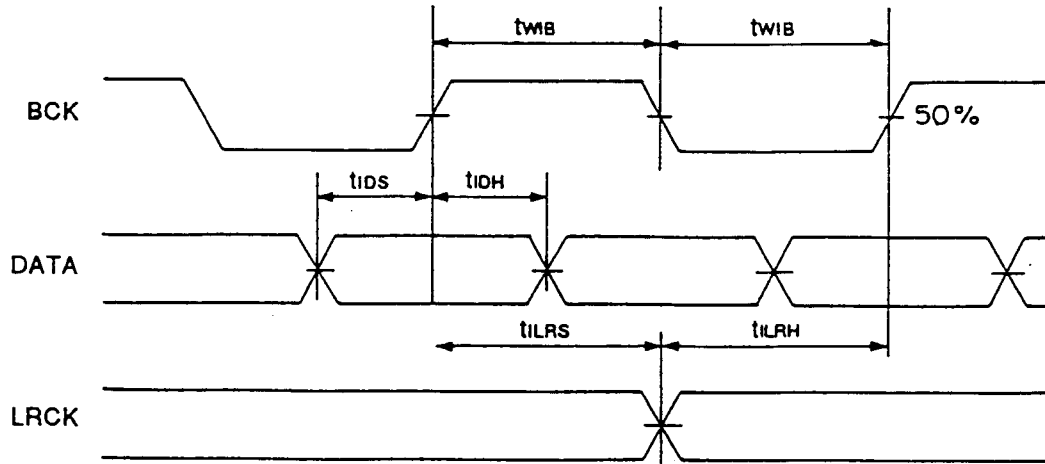 tWIB tWIB
BCK 50%
tIDS tIDH
DATA
tILRS tILRH
LRCK